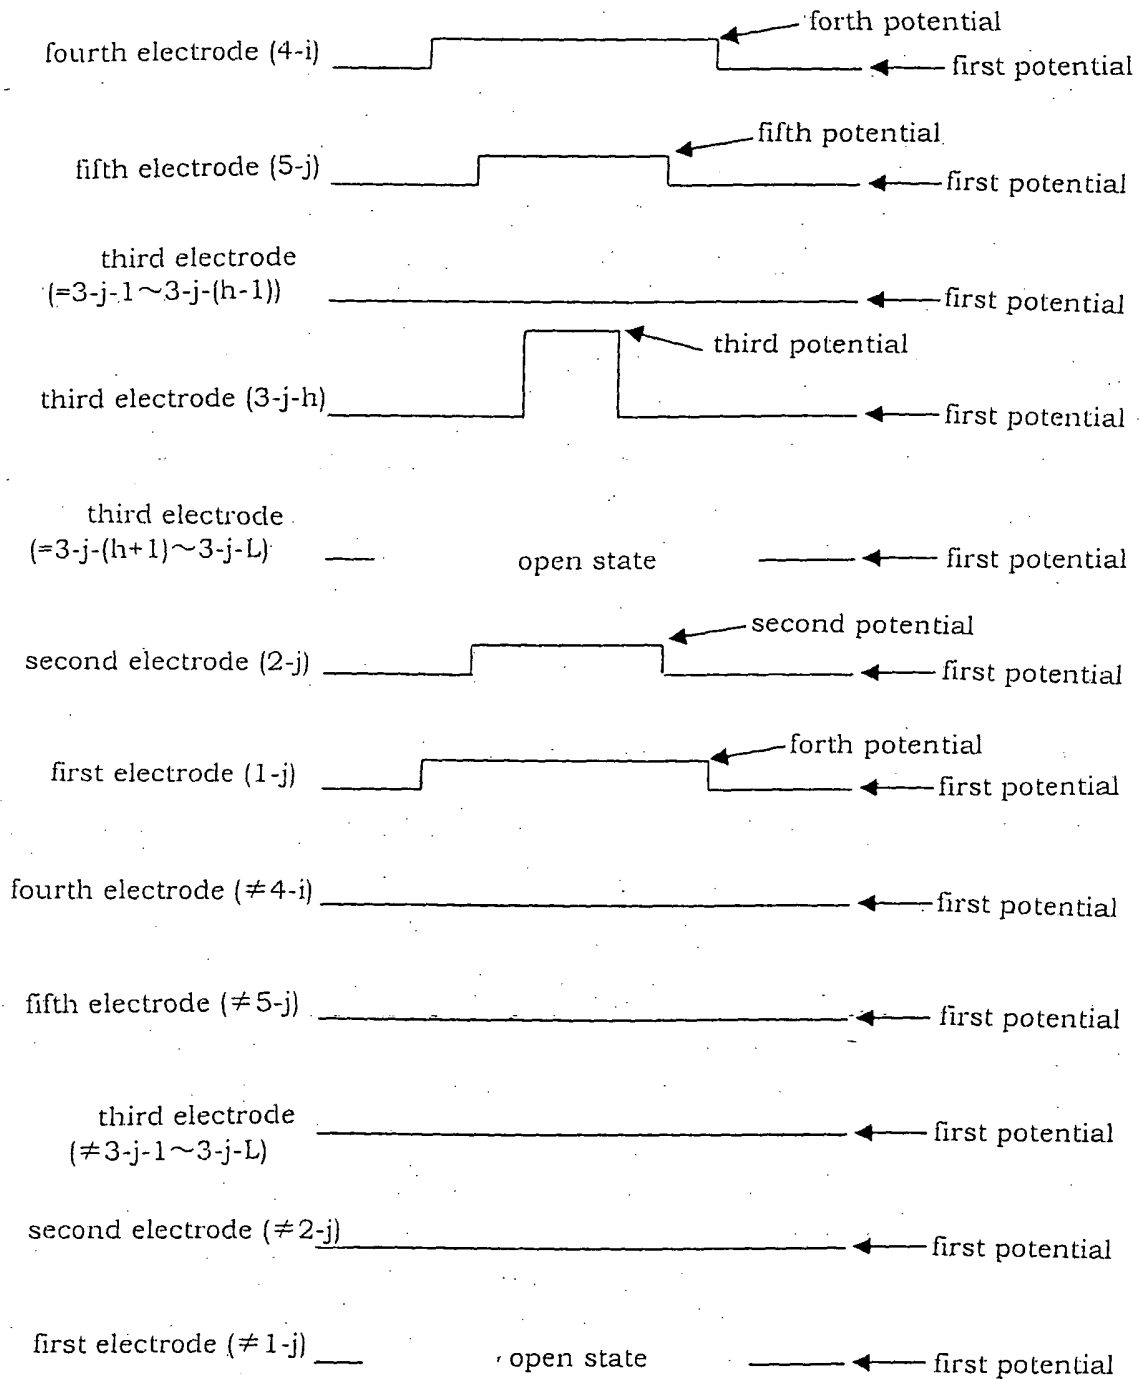 forth potential
fourth electrode (4-i)
first potential
fifth potential
fifth electrode (5-j)
first potential
third electrode
(=3-j-1~3-j-(h-1))
first potential
third potential
third electrode (3-j-h)
first potential
third electrode
(=3-j-(h+1)~3-j-L)
open state
first potential
second potential
second electrode (2-j)
first potential
forth potential
first electrode (1-j)
first potential
fourth electrode (≠4-i)
first potential
fifth electrode (≠5-j)
first potential
third electrode
(≠3-j-1~3-j-L)
first potential
second electrode (≠2-j)
first potential
first electrode (≠1-j)
open state
first potential